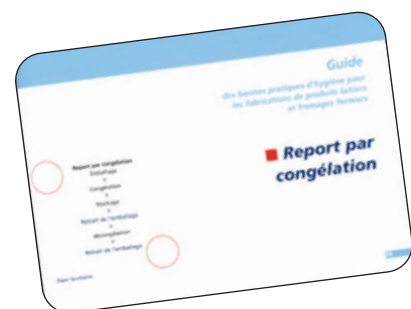 Guide
des bonnes pratiques d'hygiène pour
les fabrications de produits laitiers
et fromages fermiers
Report par
congélation
Report par congélation
Emballage
Congélation
Stockage
Retrait de l'emballage
Décongélation
Retrait de l'emballage